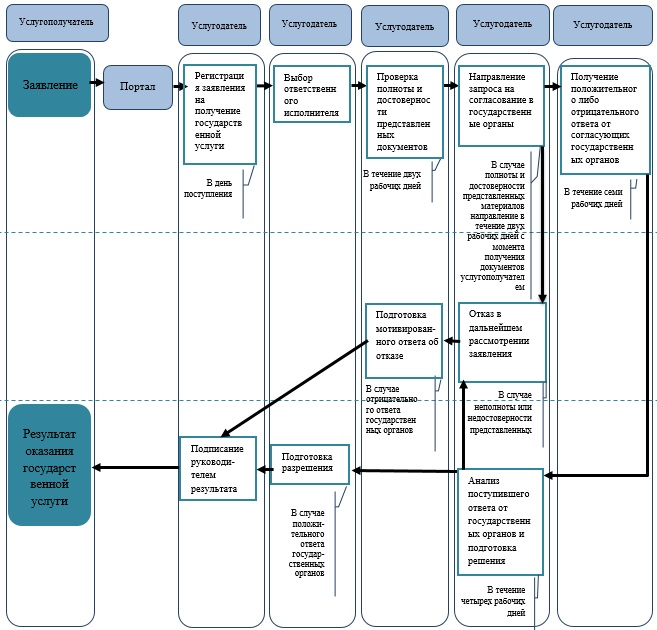 Услугополучатель
Услугодатель
Услугодатель
Услугодатель
Услугодатель
Услугодатель
Заявление
Портал
Регистраци
я заявления
на
получение
государств
енной
услуги
В день
поступления
Выбор
ответствен
ного
исполнителя
Проверка
полноты и
достовернос
ти
представлен
ных
документов
В течение двух
рабочих дней
Направление
запроса на
согласование в
государствен
ные органы
В случае
полноты и
достоверности
представленных
материалов
направление в
течение двух
рабочих дней с
момента
получения
документов
услугополучател
ем
Получение
положительног
о либо
отрицательного
ответа от
согласующих
государственн
ых органов
В течение семи
рабочих дней
Подготовка
мотивирован-
ного ответа об
отказе
В случае
отрицательно
го ответа
государствен
ных органов
Отказ в
дальнейшем
рассмотрении
заявления
В случае
неполноты или
недостоверности
представленных
Результат
оказания
государст
венной
услуги
Подписание
руководи-
телем
результата
Подготовка
разрешения
В случае
положи-
тельного
ответа
государ-
ственных
органов
Анализ
поступившего
ответа от
государственн
ых органов и
подготовка
решения
В течение
четырех рабочих
дней